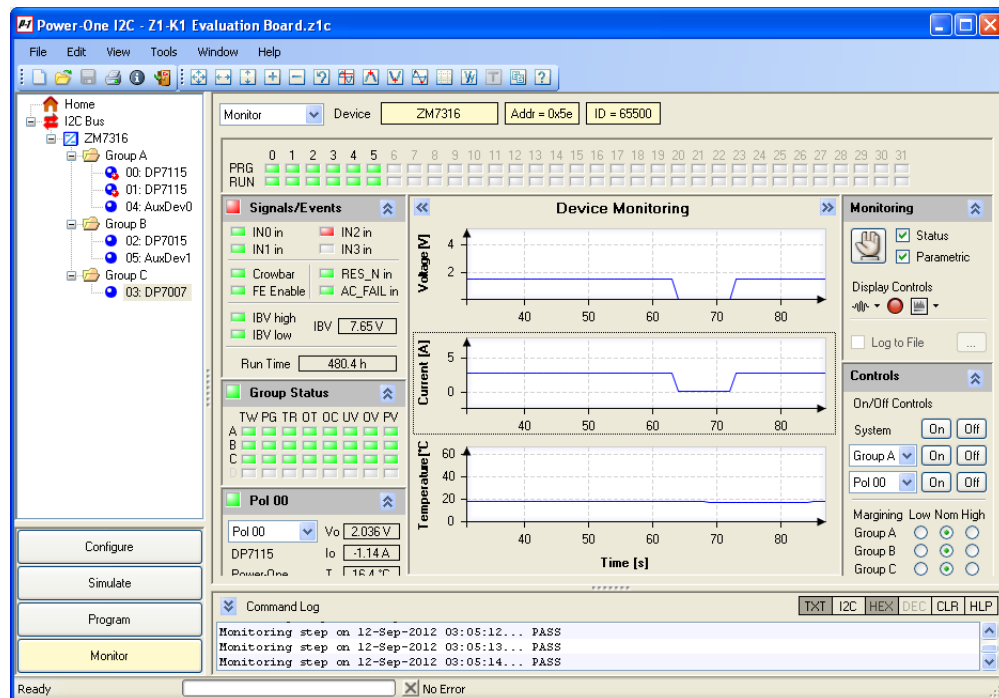 Power-One I2C - Z1-K1 Evaluation Board.z1c
File Edit View Tools Window Help
Home
I2C Bus
ZM7316
Group A
00: DP7115
01: DP7115
04: AuxDev0
Group B
02: DP7015
05: AuxDev1
Group C
03: DP7007
Configure
Simulate
Program
Monitor
Monitor Device ZM7316 Addr = 0x5e ID = 65500
0 1 2 3 4 5 6 7 8 9 10 11 12 13 14 15 16 17 18 19 20 21 22 23 24 25 26 27 28 29 30 31
PRG
RUN
Signals/Events
IN0 in IN2 in
IN1 in IN3 in
Crowbar RES_N in
FE Enable AC_FAIL in
IBV high
IBV low
IBV 7.65 V
Run Time 480.4 h
Group Status
TW PG TR OT OC UV OV PV
A
B
C
D
Pol 00
Pol 00 Vo 2.036 V
DP7115 Io -1.14 A
Power-One T 16.4 °C
Device Monitoring
Voltage [V]
4
2
40 50 60 70 80
Current [A]
5
0
40 50 60 70 80
Temperature[°C
60
40
20
0
40 50 60 70 80
Time [s]
Monitoring
Status
Parametric
Display Controls
Log to File ...
Controls
On/Off Controls
System On Off
Group A On Off
Pol 00 On Off
Margining Low Nom High
Group A
Group B
Group C
Command Log TXT I2C HEX DEC CLR HLP
Monitoring step on 12-Sep-2012 03:05:12... PASS
Monitoring step on 12-Sep-2012 03:05:13... PASS
Monitoring step on 12-Sep-2012 03:05:14... PASS
Ready No Error